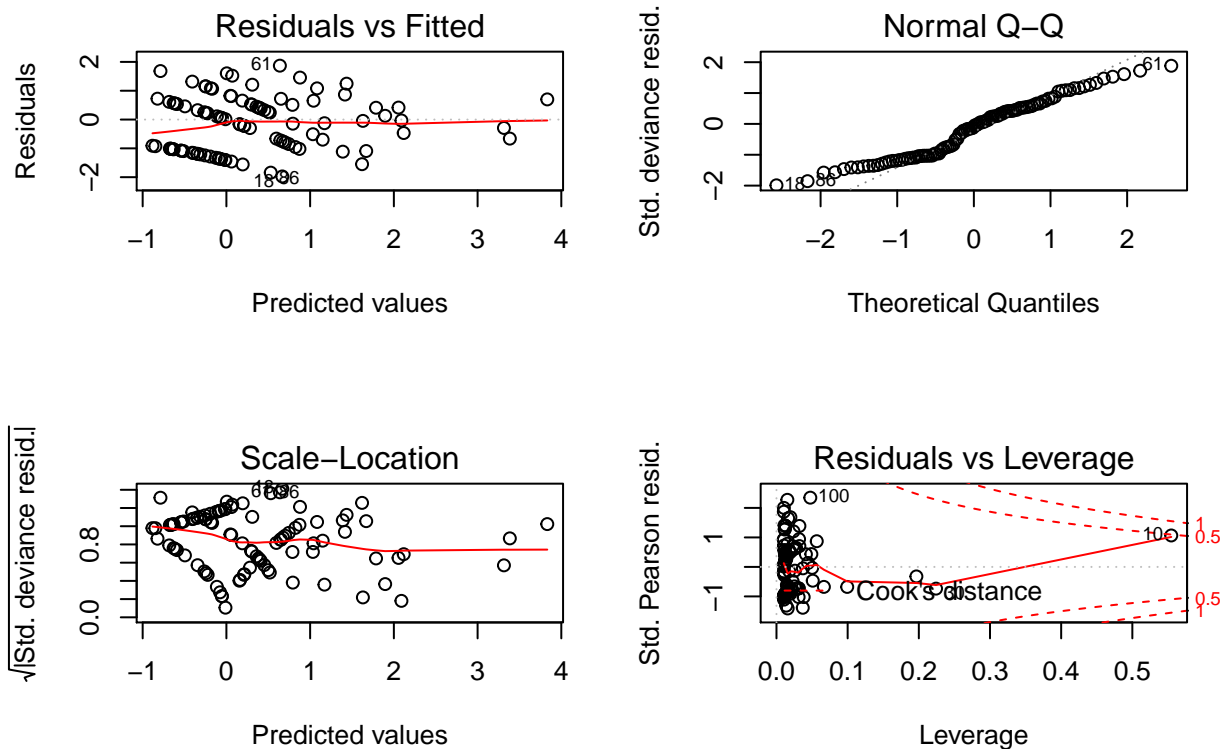 Residuals vs Fitted
Residuals
2
0
−2
61
18
86
−1 0 1 2 3 4
Predicted values
Normal Q−Q
Std. deviance resid.
2
0
−2
61
18
86
−2 −1 0 1 2
Theoretical Quantiles
Scale−Location
√|Std. deviance resid.|
0.8
0.0
61
86
−1 0 1 2 3 4
Predicted values
Residuals vs Leverage
Std. Pearson resid.
1
−1
100
10
Cook's distance
1
0.5
0.5
1
0.0 0.1 0.2 0.3 0.4 0.5
Leverage